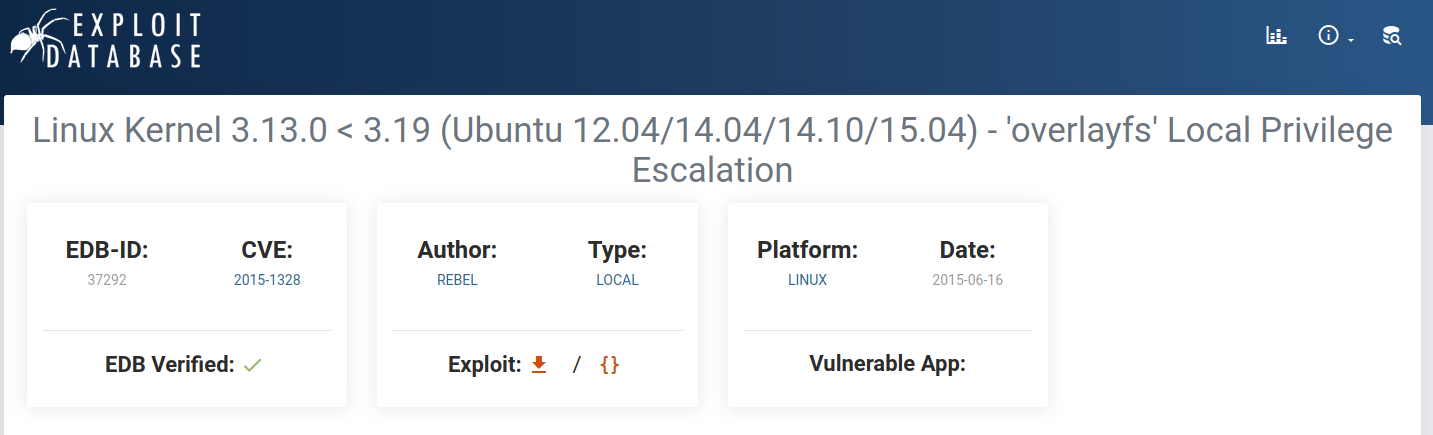 EXPLOIT
DATABASE
Linux Kernel 3.13.0 < 3.19 (Ubuntu 12.04/14.04/14.10/15.04) - 'overlayfs' Local Privilege
Escalation
EDB-ID:
37292
CVE:
2015-1328
EDB Verified:
Author:
REBEL
Type:
LOCAL
Exploit: / {}
Platform:
LINUX
Date:
2015-06-16
Vulnerable App: